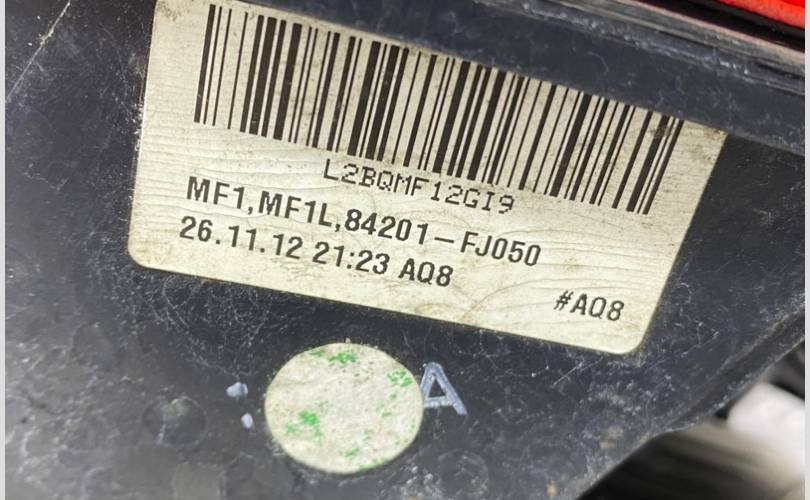 L2BQMF12GI9
MF1,MF1L,84201-FJ050
26.11.12 21:23 AQ8
#AQ8
A